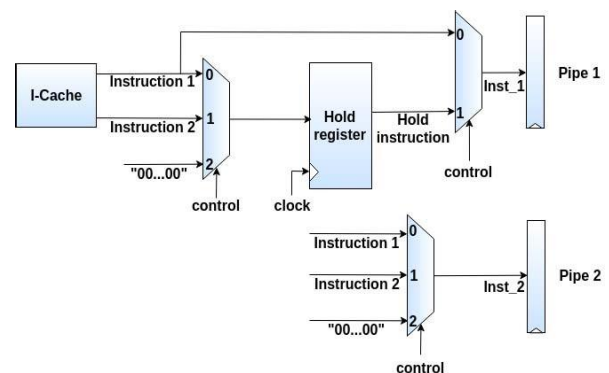 0
I-Cache
Instruction 1
0
Inst_1
Pipe 1
Instruction 2
1
Hold
register
Hold
instruction
1
"00...00"
2
control
clock
control
Instruction 1
0
Instruction 2
1
Inst_2
Pipe 2
"00...00"
2
control